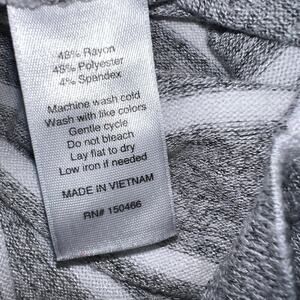 48% Rayon
48% Polyester
4% Spandex
Machine wash cold
Wash with like colors
Gentle cycle
Do not bleach
Lay flat to dry
Low iron if needed
MADE IN VIETNAM
RN# 150466